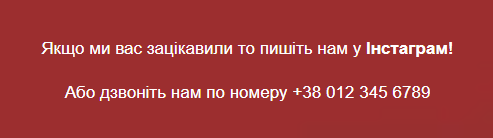 Якщо ми вас зацікавили то пишіть нам у Інстаграм!
Або дзвоніть нам по номеру +38 012 345 6789